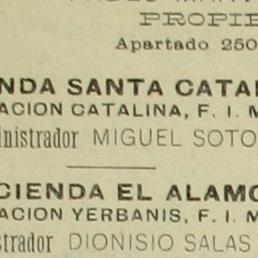 PROPIE
Apartado 250
NDA SANTA CATAL
ACION CATALINA, F. I. M
inistrador MIGUEL SOTO
CIENDA EL ALAMO
ACION YERBANIS, F. I. M
strador DIONISIO SALAS